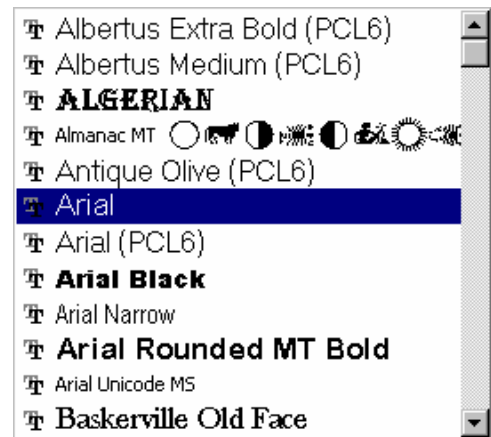 Albertus Extra Bold (PCL6)
Albertus Medium (PCL6)
ALGERIAN
Almanac MT
Antique Olive (PCL6)
Arial
Arial (PCL6)
Arial Black
Arial Narrow
Arial Rounded MT Bold
Arial Unicode MS
Baskerville Old Face